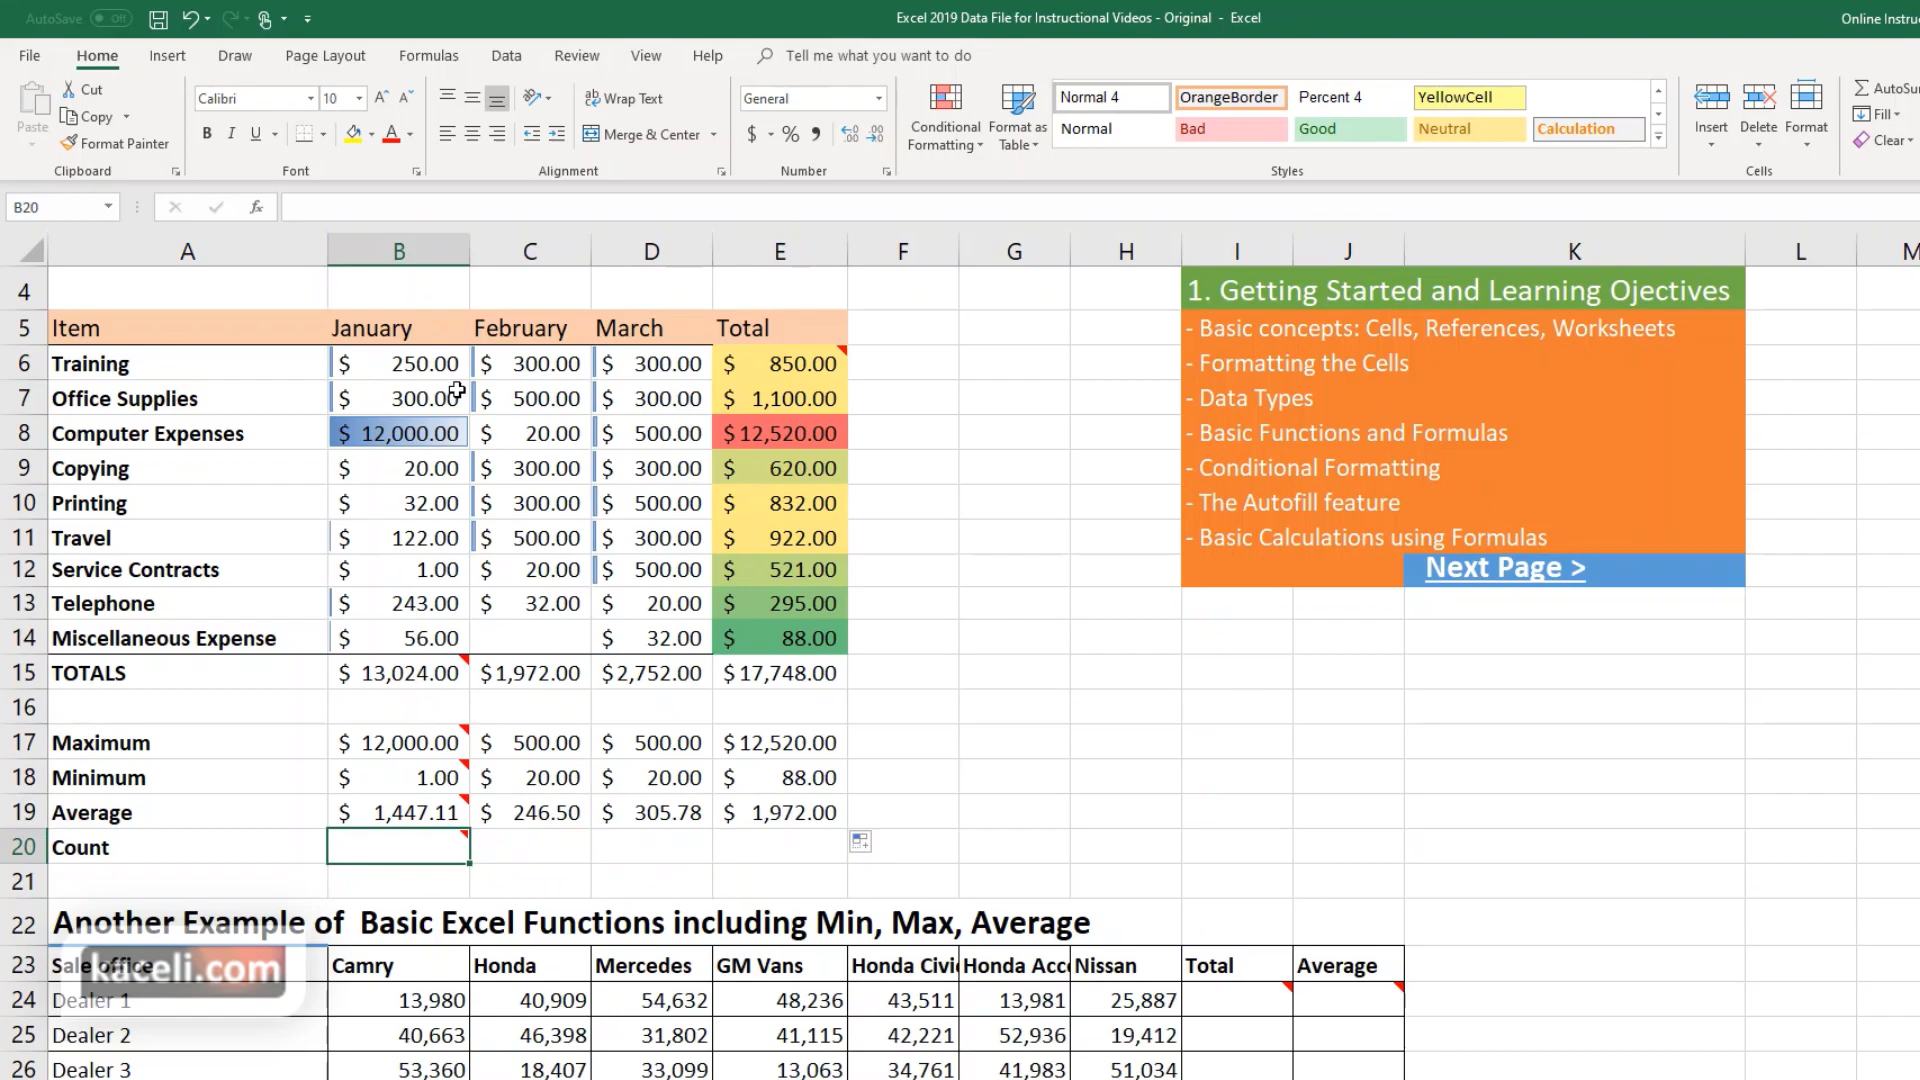 AutoSave Off Excel 2019 Data File for Instructional Videos - Original - Excel Online Instruc
File Home Insert Draw Page Layout Formulas Data Review View Help Tell me what you want to do
Paste Cut Copy Format Painter Clipboard
Calibri 10 A^ A˅ B I U A Font
ab Wrap Text Merge & Center Alignment
General $ % , .00 .00 Number
Conditional Formatting Format as Table
Normal 4 OrangeBorder Percent 4 YellowCell
Normal Bad Good Neutral Calculation
Styles
Insert Delete Format Cells
AutoSu
Fill
Clear
B20 fx
A B C D E F G H I J K L M
4 1. Getting Started and Learning Ojectives
5 Item January February March Total - Basic concepts: Cells, References, Worksheets
6 Training $ 250.00 $ 300.00 $ 300.00 $ 850.00 - Formatting the Cells
7 Office Supplies $ 300.00 $ 500.00 $ 300.00 $ 1,100.00 - Data Types
8 Computer Expenses $ 12,000.00 $ 20.00 $ 500.00 $ 12,520.00 - Basic Functions and Formulas
9 Copying $ 20.00 $ 300.00 $ 300.00 $ 620.00 - Conditional Formatting
10 Printing $ 32.00 $ 300.00 $ 500.00 $ 832.00 - The Autofill feature
11 Travel $ 122.00 $ 500.00 $ 300.00 $ 922.00 - Basic Calculations using Formulas
12 Service Contracts $ 1.00 $ 20.00 $ 500.00 $ 521.00 Next Page >
13 Telephone $ 243.00 $ 32.00 $ 20.00 $ 295.00
14 Miscellaneous Expense $ 56.00 $ 32.00 $ 88.00
15 TOTALS $ 13,024.00 $ 1,972.00 $ 2,752.00 $ 17,748.00
16
17 Maximum $ 12,000.00 $ 500.00 $ 500.00 $ 12,520.00
18 Minimum $ 1.00 $ 20.00 $ 20.00 $ 88.00
19 Average $ 1,447.11 $ 246.50 $ 305.78 $ 1,972.00
20 Count
21
22 Another Example of Basic Excel Functions including Min, Max, Average
23 Sale office Camry Honda Mercedes GM Vans Honda Civi Honda Acc Nissan Total Average
kaceli.com
24 Dealer 1 13,980 40,909 54,632 48,236 43,511 13,981 25,887
25 Dealer 2 40,663 46,398 31,802 41,115 42,221 52,936 19,412
26 Dealer 3 53,360 18,407 33,099 13,063 34,761 41,983 51,034